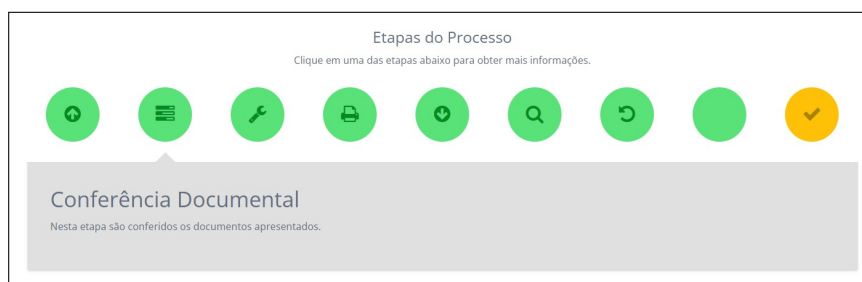 Etapas do Processo
Clique em uma das etapas abaixo para obter mais informações.
Conferência Documental
Nesta etapa são conferidos os documentos apresentados.